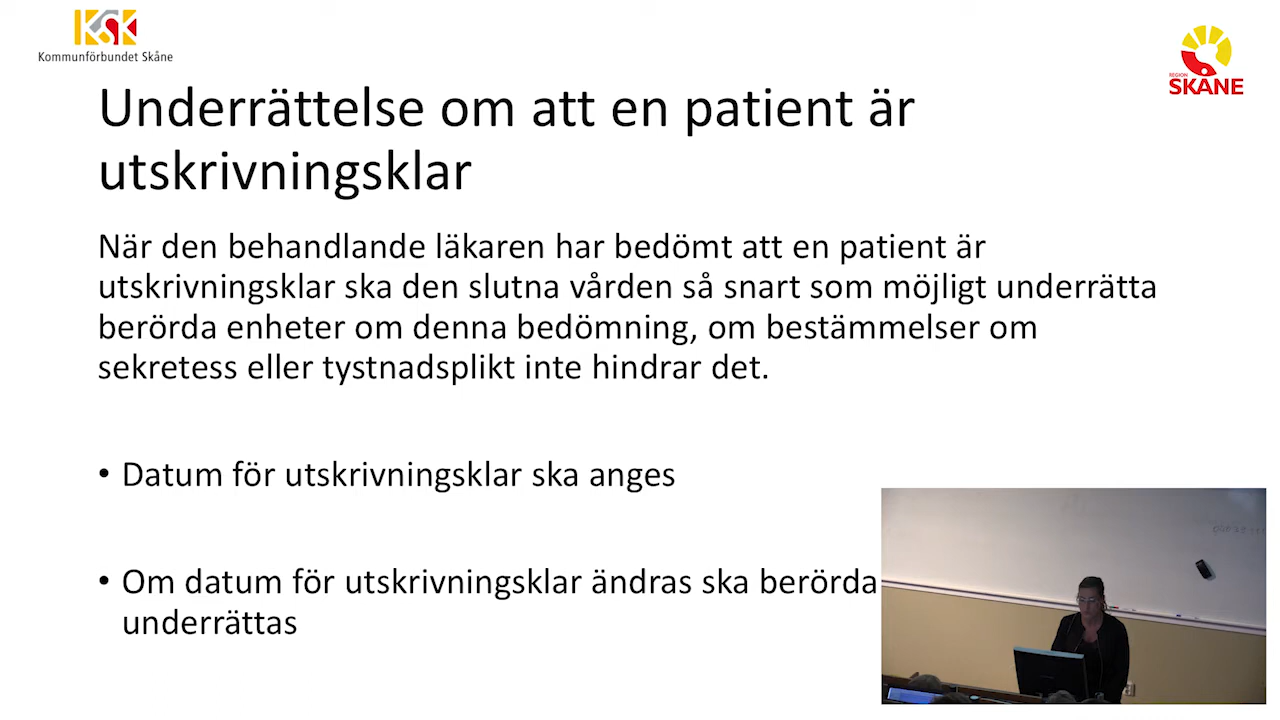 KSK
Kommunförbundet Skåne
REGION
SKÅNE
Underrättelse om att en patient är
utskrivningsklar
När den behandlande läkaren har bedömt att en patient är
utskrivningsklar ska den slutna vården så snart som möjligt underrätta
berörda enheter om denna bedömning, om bestämmelser om
sekretess eller tystnadsplikt inte hindrar det.
• Datum för utskrivningsklar ska anges
• Om datum för utskrivningsklar ändras ska berörda
underrättas